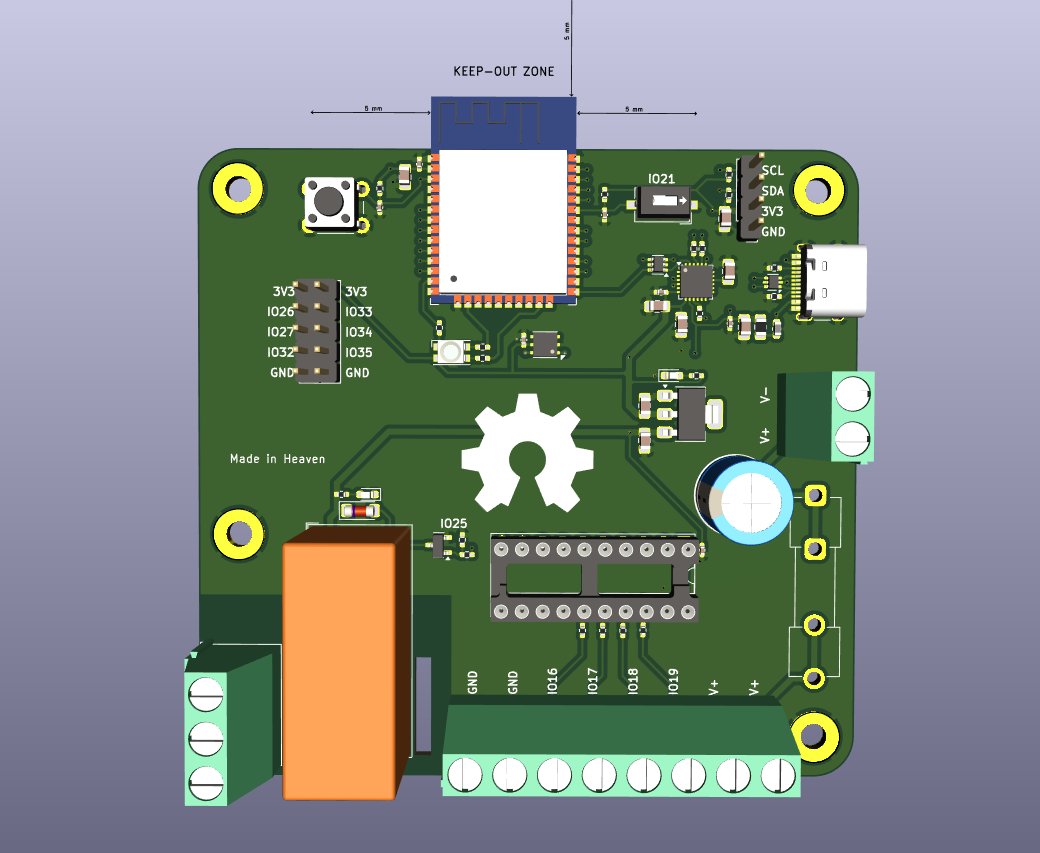 5 mm
KEEP-OUT ZONE
5 mm
5 mm
IO21
SCL
SDA
3V3
GND
3V3
3V3
IO26
IO33
IO27
IO34
IO32
IO35
GND
GND
V-
V+
Made in Heaven
IO25
GND
GND
IO16
IO17
IO18
IO19
V+
V+